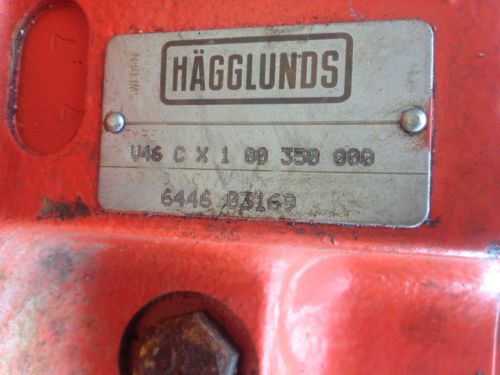 SWEDEN
HÄGGLUNDS
V46 C X 1 00 350 000
6446 03169